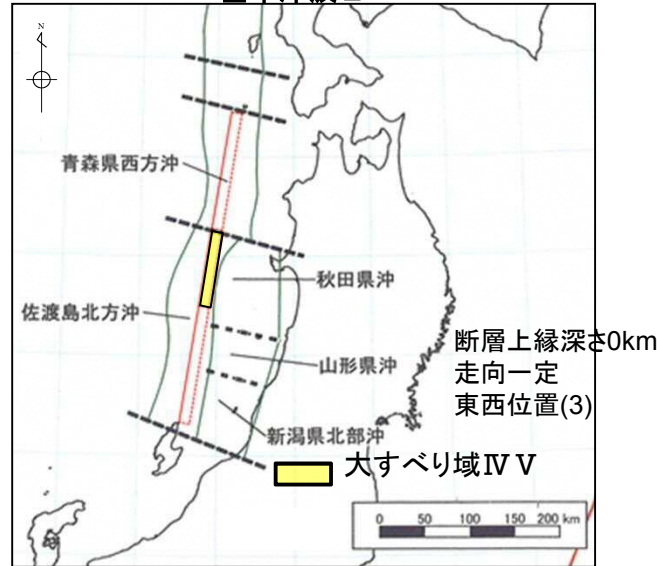 N
青森県西方沖
秋田県沖
佐渡島北方沖
山形県沖
新潟県北部沖
断層上縁深さ0km
走向一定
東西位置(3)
大すべり域Ⅳ Ⅴ
0 50 100 150 200 km